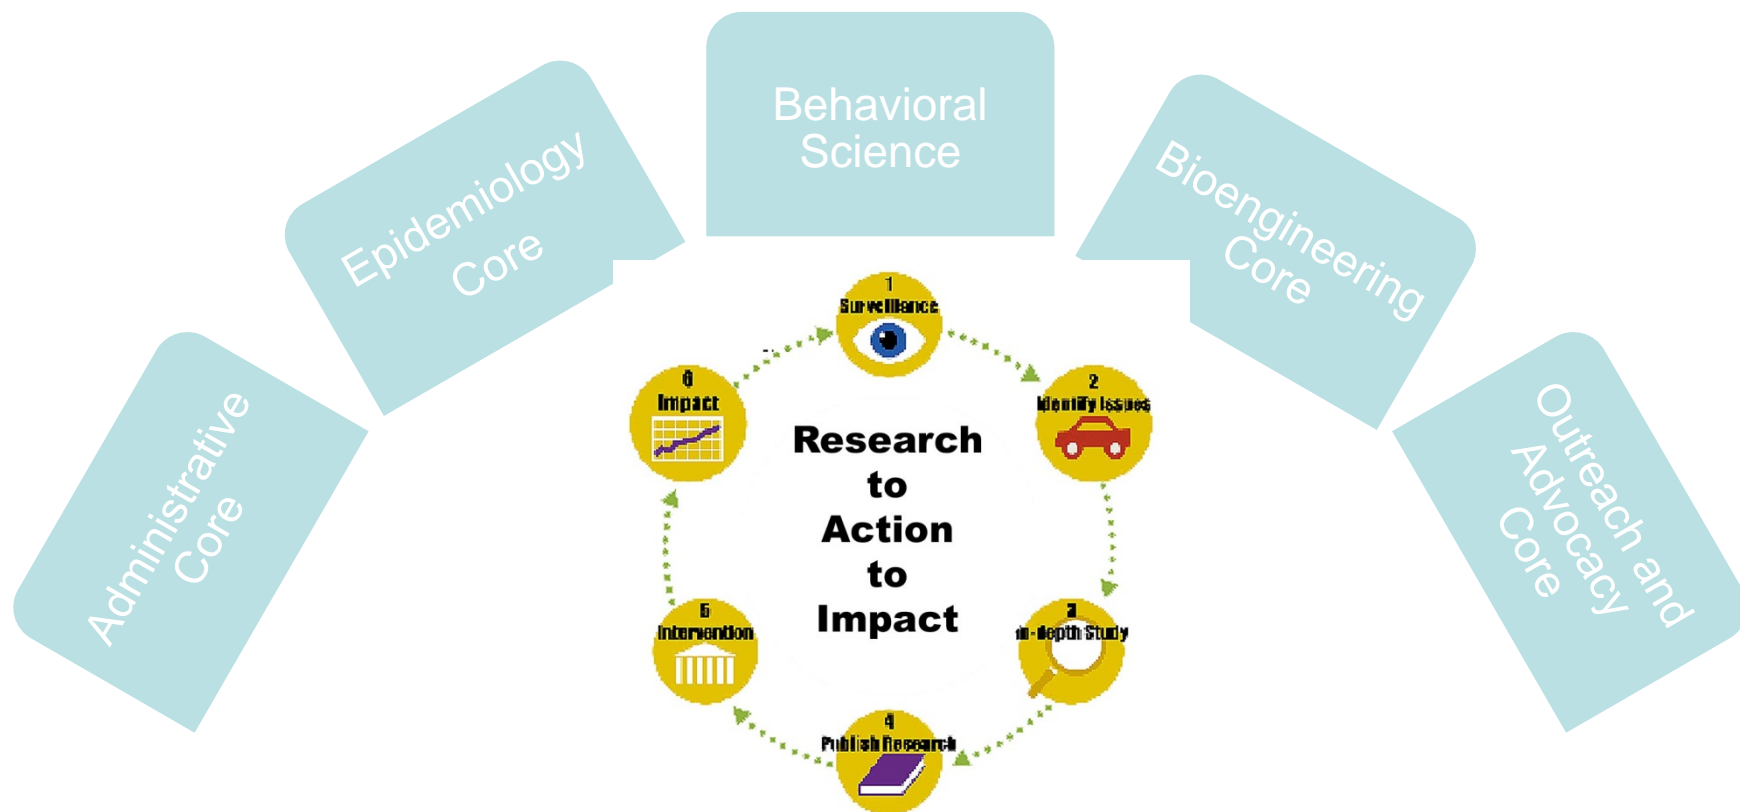 Administrative
Core
Epidemiology
Core
Behavioral
Science
Bioengineering
Core
Outreach and
Advocacy
Core
1
Surveillance
2
Identify Issues
3
In-depth Study
4
Publish Research
5
Intervention
6
Impact
Research
to
Action
to
Impact